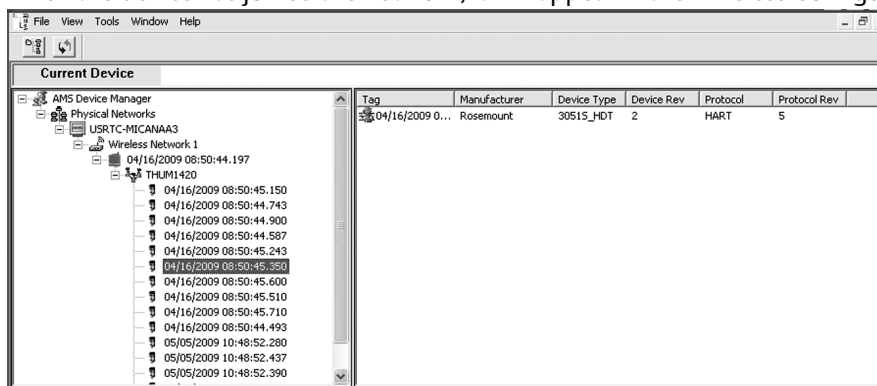 File View Tools Window Help
Current Device
AMS Device Manager
Physical Networks
USRTC-MICANAA3
Wireless Network 1
04/16/2009 08:50:44.197
THUM1420
04/16/2009 08:50:45.150
04/16/2009 08:50:44.743
04/16/2009 08:50:44.900
04/16/2009 08:50:44.587
04/16/2009 08:50:45.243
04/16/2009 08:50:45.350
04/16/2009 08:50:45.600
04/16/2009 08:50:45.510
04/16/2009 08:50:45.710
04/16/2009 08:50:44.493
05/05/2009 10:48:52.280
05/05/2009 10:48:52.437
05/05/2009 10:48:52.390
Tag Manufacturer Device Type Device Rev Protocol Protocol Rev
04/16/2009 0... Rosemount 3051S_HDT 2 HART 5